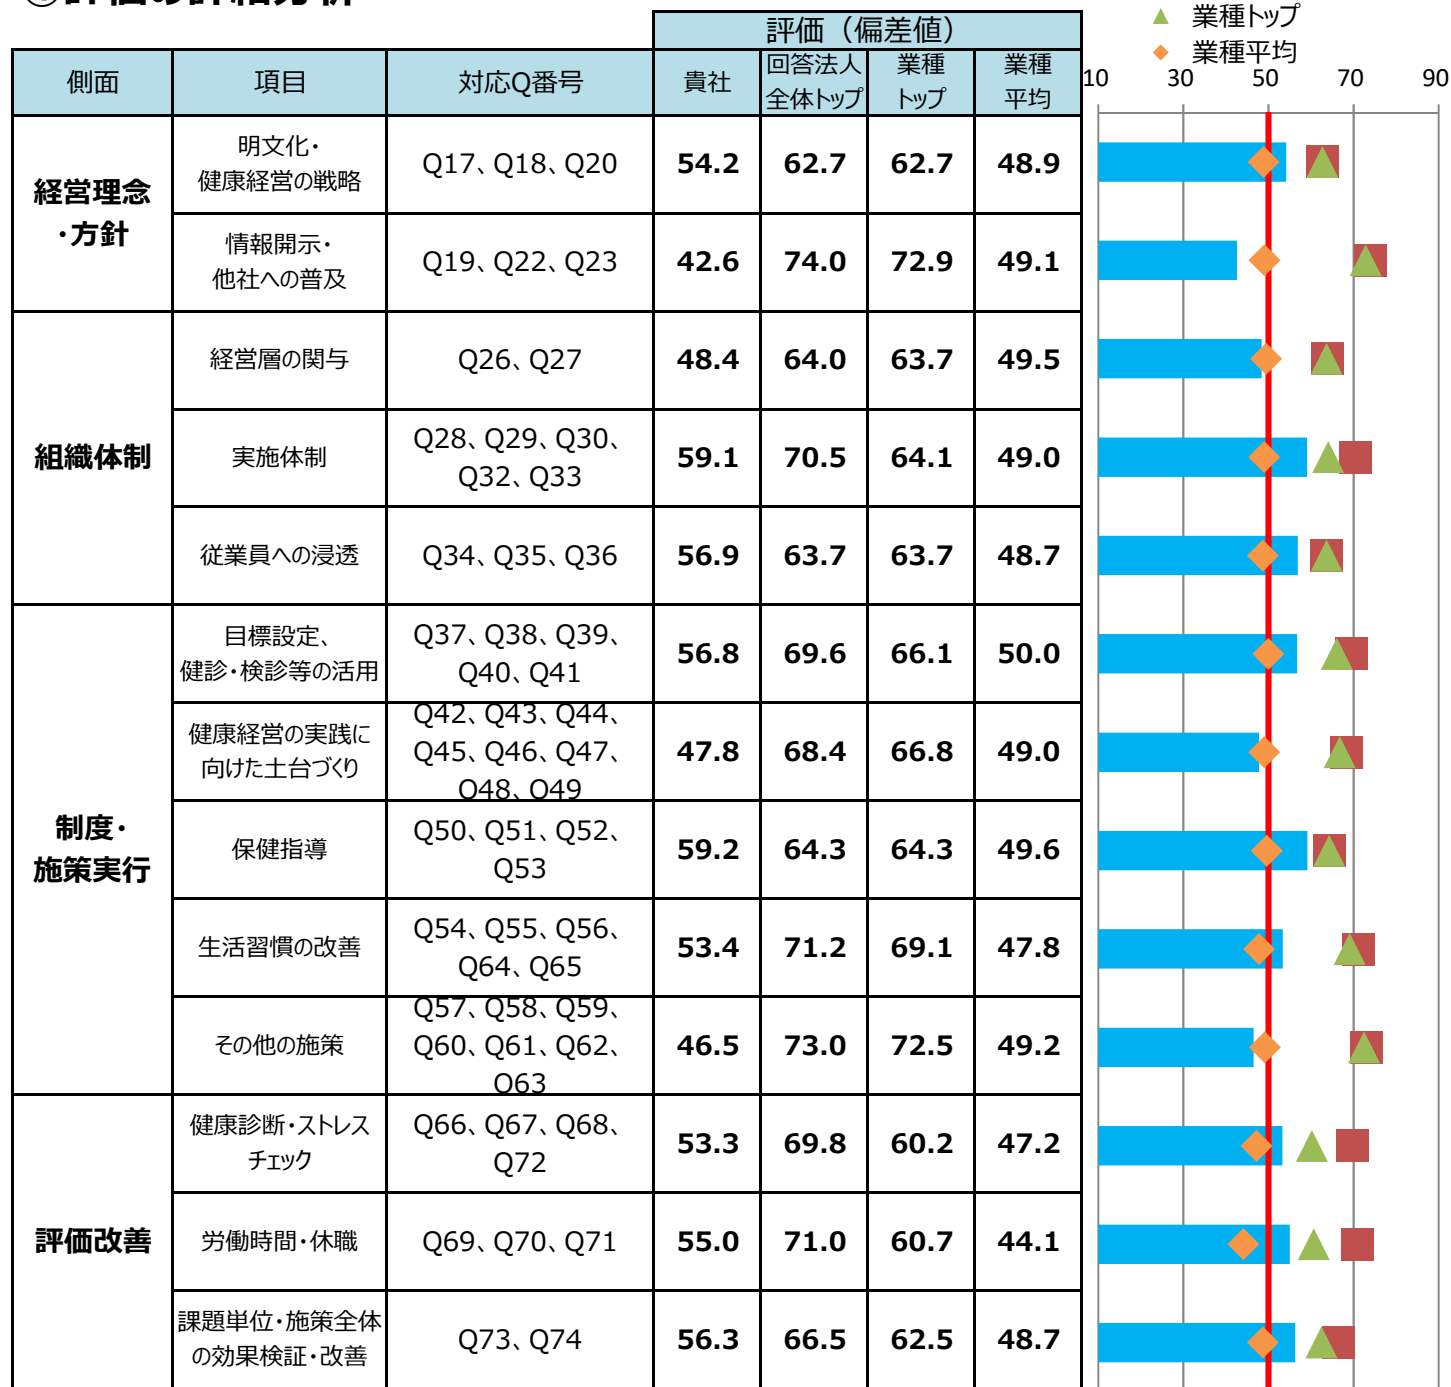 評価の詳細分析
▲ 業種トップ
◆ 業種平均
評価（偏差値）
側面 項目 対応Q番号 貴社 回答法人全体トップ 業種トップ 業種平均
10 30 50 70 90
経営理念・方針
明文化・健康経営の戦略 Q17、Q18、Q20 54.2 62.7 62.7 48.9
情報開示・他社への普及 Q19、Q22、Q23 42.6 74.0 72.9 49.1
組織体制
経営層の関与 Q26、Q27 48.4 64.0 63.7 49.5
実施体制 Q28、Q29、Q30、Q32、Q33 59.1 70.5 64.1 49.0
従業員への浸透 Q34、Q35、Q36 56.9 63.7 63.7 48.7
制度・施策実行
目標設定、健診・検診等の活用 Q37、Q38、Q39、Q40、Q41 56.8 69.6 66.1 50.0
健康経営の実践に向けた土台づくり Q42、Q43、Q44、Q45、Q46、Q47、Q48、Q49 47.8 68.4 66.8 49.0
保健指導 Q50、Q51、Q52、Q53 59.2 64.3 64.3 49.6
生活習慣の改善 Q54、Q55、Q56、Q64、Q65 53.4 71.2 69.1 47.8
その他の施策 Q57、Q58、Q59、Q60、Q61、Q62、Q63 46.5 73.0 72.5 49.2
評価改善
健康診断・ストレスチェック Q66、Q67、Q68、Q72 53.3 69.8 60.2 47.2
労働時間・休職 Q69、Q70、Q71 55.0 71.0 60.7 44.1
課題単位・施策全体の効果検証・改善 Q73、Q74 56.3 66.5 62.5 48.7